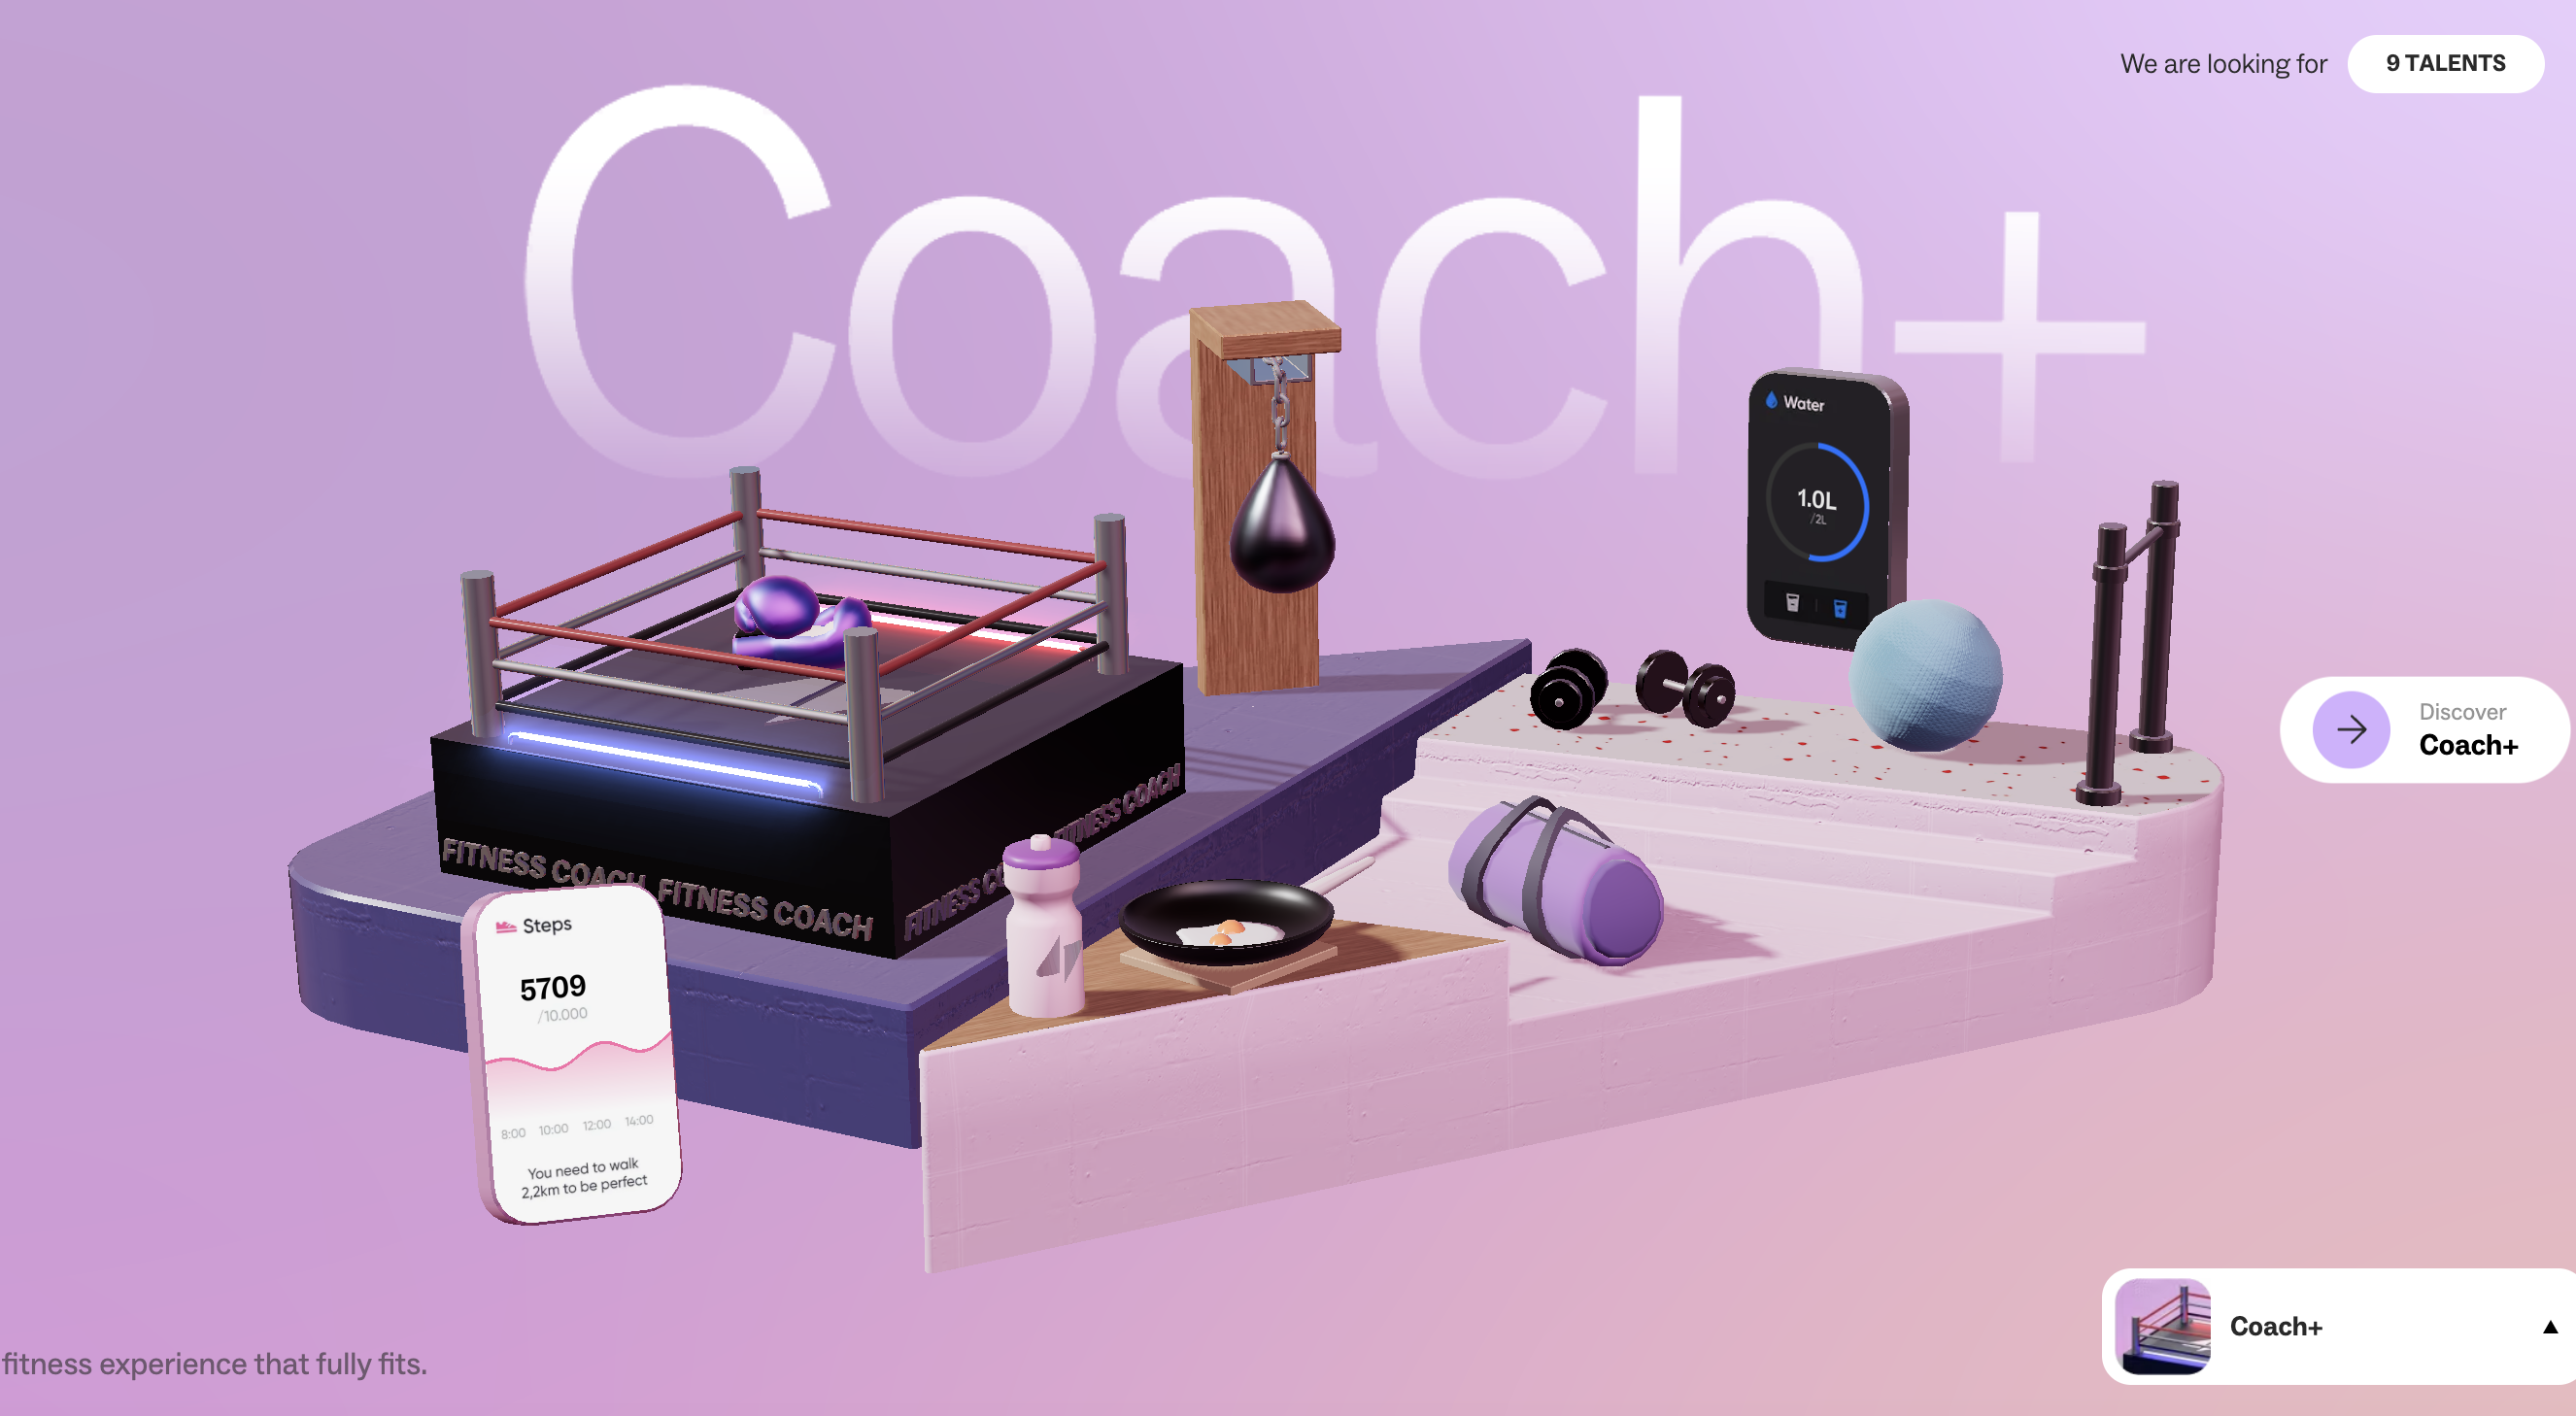 We are looking for 9 TALENTS
Coach+
Water
1.0L
/2L
Discover
Coach+
FITNESS COACH FITNESS COACH
FITNESS CO FITNESS COACH
Steps
5709
/10.000
8:00 10:00 12:00 14:00
You need to walk
2,2km to be perfect
Coach+
fitness experience that fully fits.